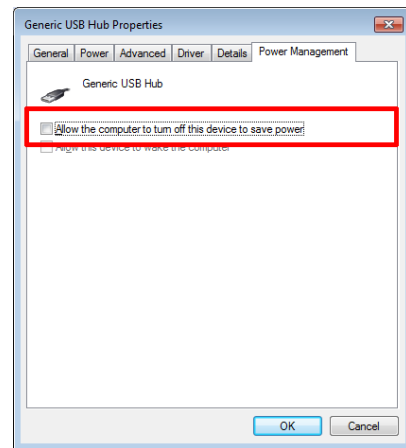 Generic USB Hub Properties
General Power Advanced Driver Details Power Management
Generic USB Hub
Allow the computer to turn off this device to save power
Allow this device to wake the computer
OK Cancel